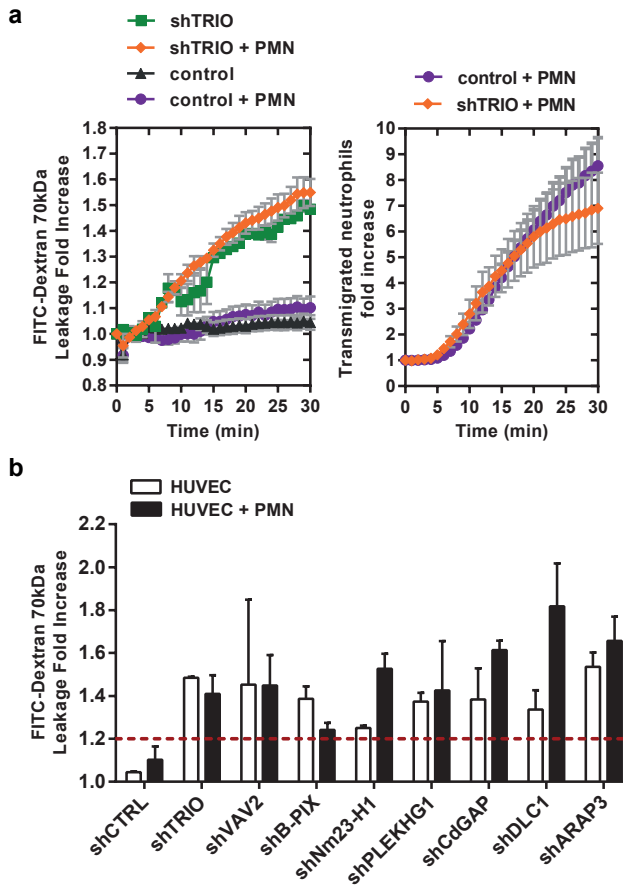 a
shTRIO
shTRIO + PMN
control
control + PMN
FITC-Dextran 70kDa
Leakage Fold Increase
1.8
1.7
1.6
1.5
1.4
1.3
1.2
1.1
1.0
0.9
0.8
0 5 10 15 20 25 30
Time (min)
control + PMN
shTRIO + PMN
Transmigrated neutrophils
fold increase
10
9
8
7
6
5
4
3
2
1
0
0 5 10 15 20 25 30
Time (min)
b
HUVEC
HUVEC + PMN
FITC-Dextran 70kDa
Leakage Fold Increase
2.2
2.0
1.8
1.6
1.4
1.2
1.0
shCTRL
shTRIO
shVAV2
shB-PIX
shNm23-H1
shPLEKHG1
shCdGAP
shDLC1
shARAP3